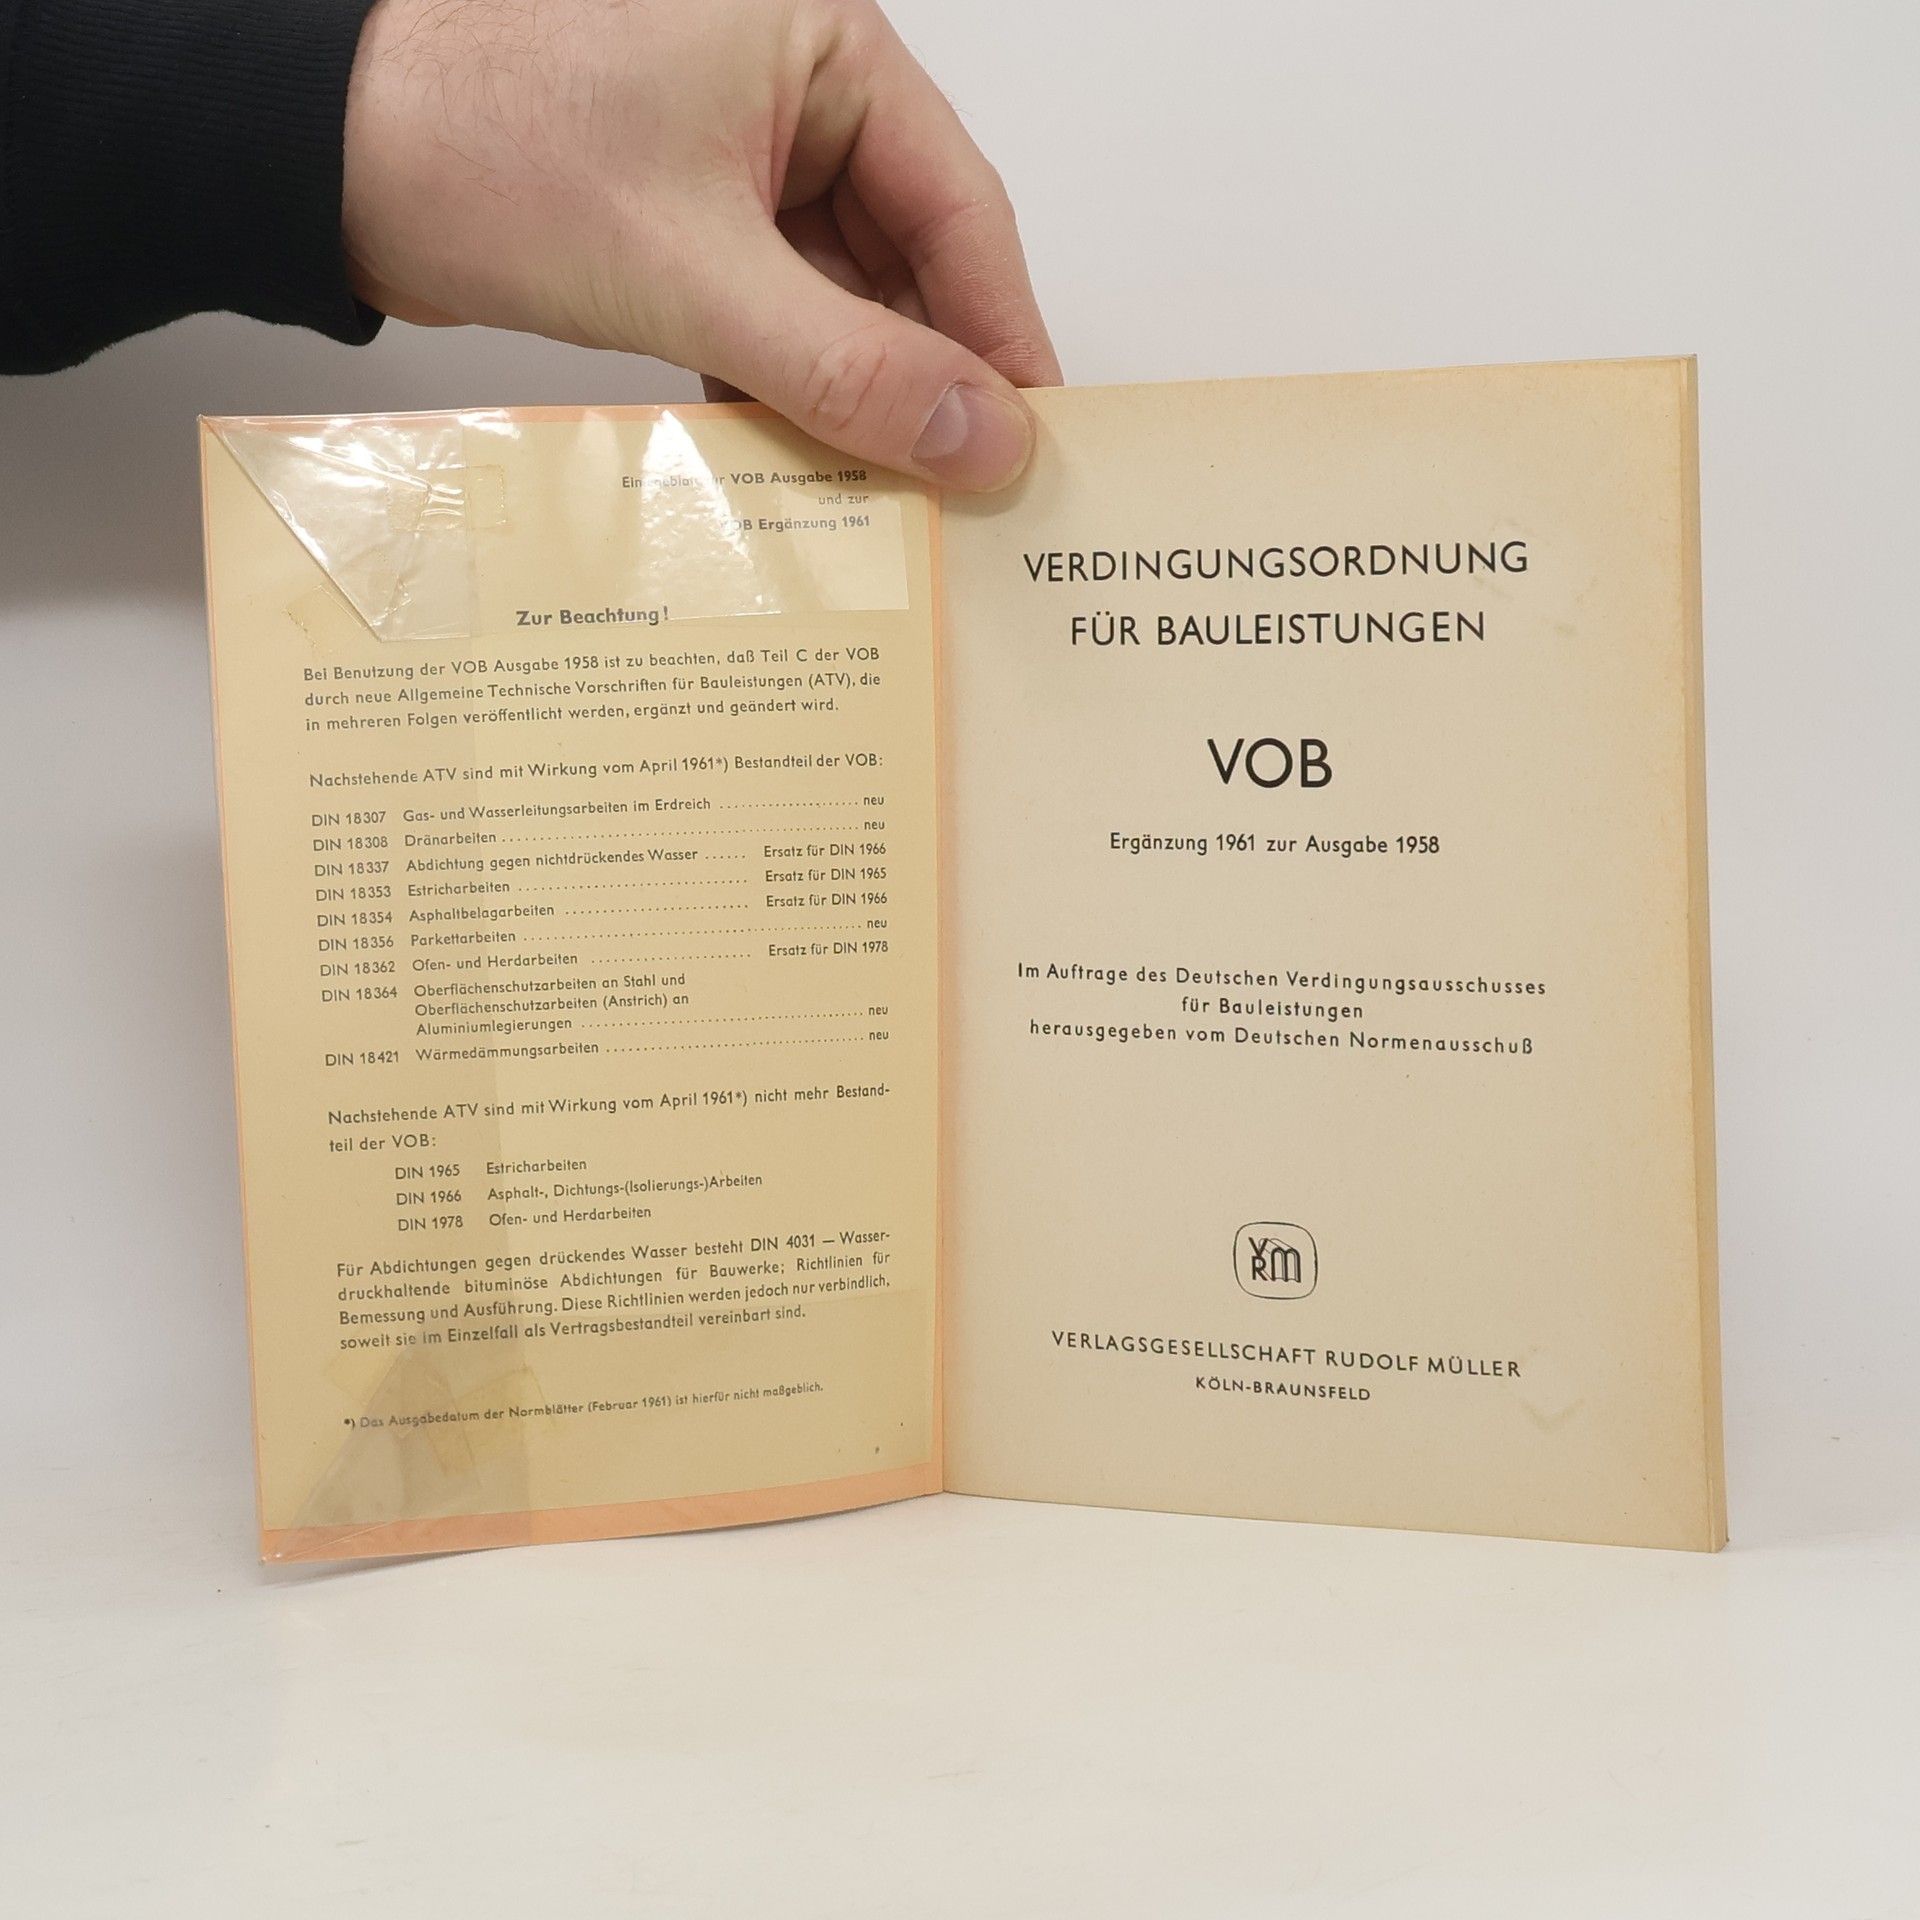 VOB Ausgabe 1958
und zur
Ergänzung 1961
Zur Beachtung!
Bei Benutzung der VOB Ausgabe 1958 ist zu beachten, daß Teil C der VOB
durch neue Allgemeine Technische Vorschriften für Bauleistungen (ATV), die
in mehreren Folgen veröffentlicht werden, ergänzt und geändert wird.
Nachstehende ATV sind mit Wirkung vom April 1961*) Bestandteil der VOB:
DIN 18307 Gas- und Wasserleitungsarbeiten im Erdreich .................... neu
DIN 18308 Dränarbeiten .................... neu
DIN 18337 Abdichtung gegen nichtdrückendes Wasser ...... Ersatz für DIN 1966
DIN 18353 Estricharbeiten .................... Ersatz für DIN 1965
DIN 18354 Asphaltbelagarbeiten .................... Ersatz für DIN 1966
DIN 18356 Parkettarbeiten .................... neu
DIN 18362 Ofen- und Herdarbeiten .................... Ersatz für DIN 1978
DIN 18364 Oberflächenschutzarbeiten an Stahl und
Oberflächenschutzarbeiten (Anstrich) an
Aluminiumlegierungen .................... neu
DIN 18421 Wärmedämmungsarbeiten .................... neu
Nachstehende ATV sind mit Wirkung vom April 1961*) nicht mehr Bestand-
teil der VOB:
DIN 1965 Estricharbeiten
DIN 1966 Asphalt-, Dichtungs-(Isolierungs-)Arbeiten
DIN 1978 Ofen- und Herdarbeiten
Für Abdichtungen gegen drückendes Wasser besteht DIN 4031 — Wasser-
druckhaltende bituminöse Abdichtungen für Bauwerke; Richtlinien für
Bemessung und Ausführung. Diese Richtlinien werden jedoch nur verbindlich,
soweit sie im Einzelfall als Vertragsbestandteil vereinbart sind.
*) Das Ausgabedatum der Normblätter (Februar 1961) ist hierfür nicht maßgeblich.
VERDINGUNGSORDNUNG
FÜR BAULEISTUNGEN
VOB
Ergänzung 1961 zur Ausgabe 1958
Im Auftrage des Deutschen Verdingungsausschusses
für Bauleistungen
herausgegeben vom Deutschen Normenausschuß
VRM
VERLAGSGESELLSCHAFT RUDOLF MÜLLER
KÖLN-BRAUNSFELD